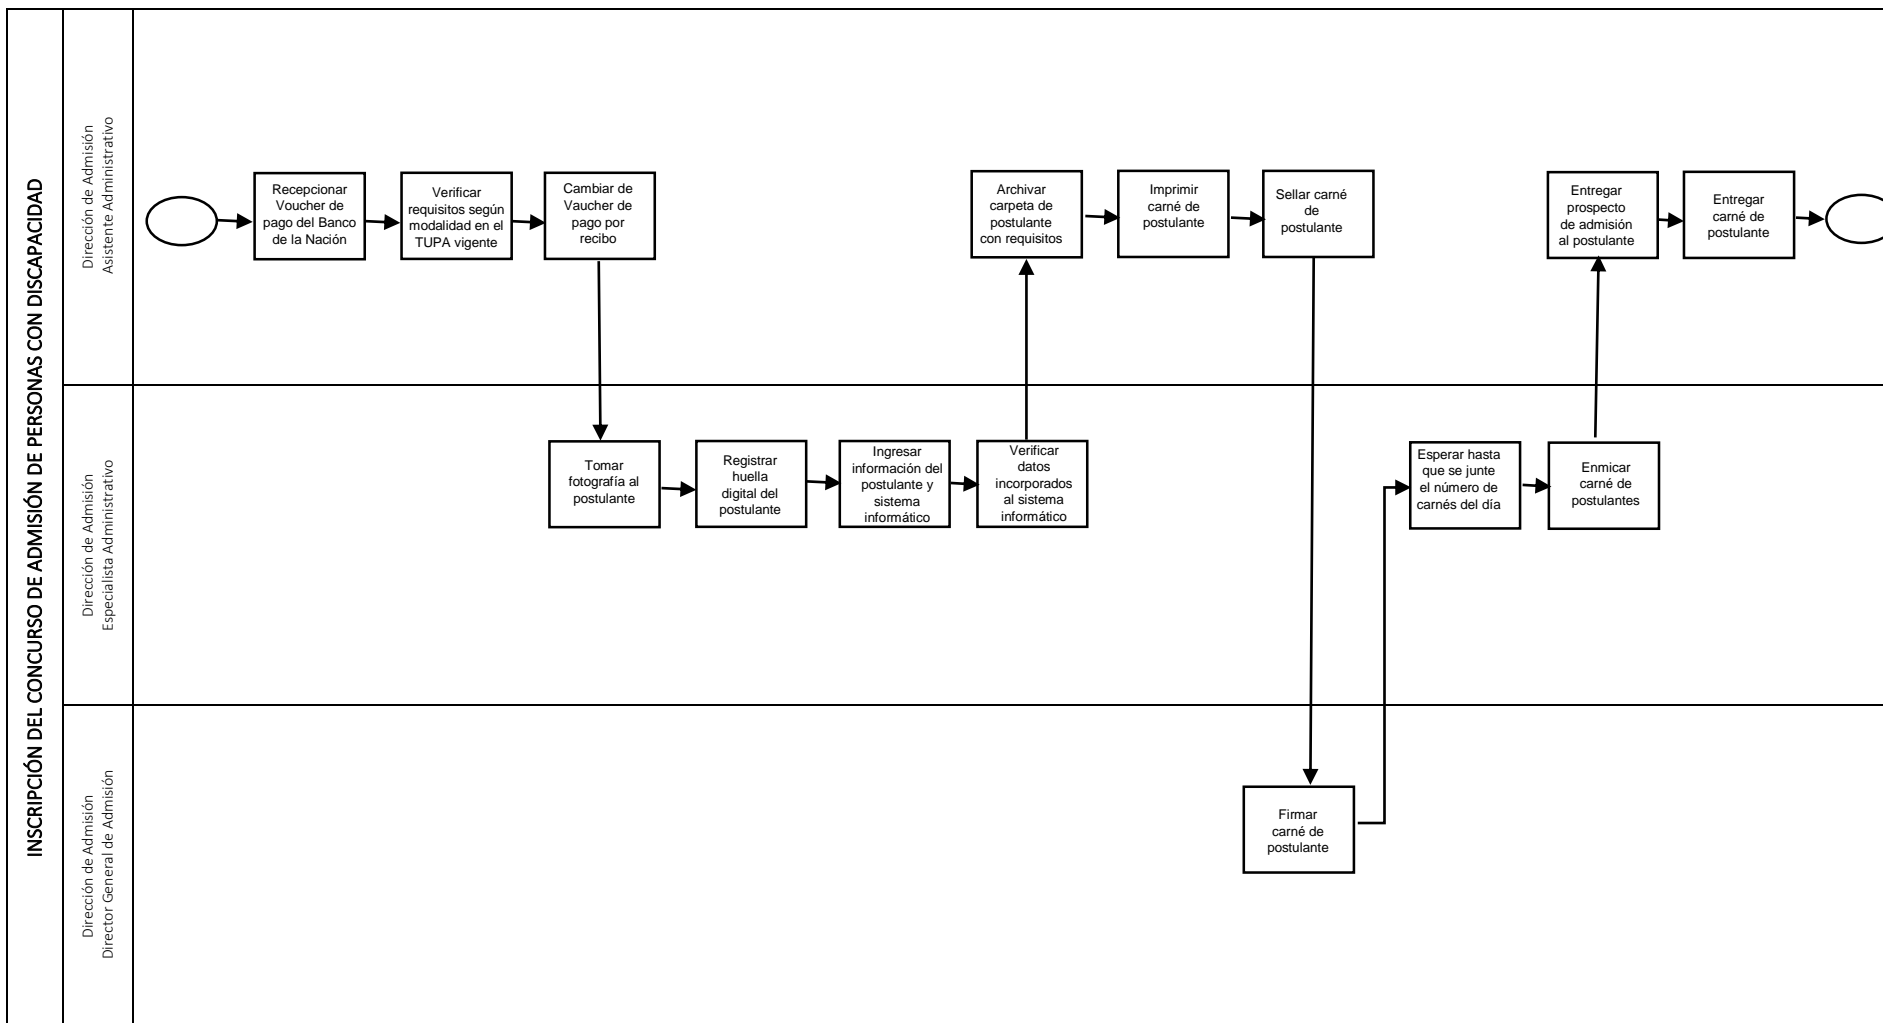 INSCRIPCIÓN DEL CONCURSO DE ADMISIÓN DE PERSONAS CON DISCAPACIDAD
Dirección de Admisión
Asistente Administrativo
Recepcionar
Voucher de
pago del Banco
de la Nación
Verificar
requisitos según
modalidad en el
TUPA vigente
Cambiar de
Vaucher de
pago por
recibo
Archivar
carpeta de
postulante
con requisitos
Imprimir
carné de
postulante
Sellar carné
de
postulante
Entregar
prospecto
de admisión
al postulante
Entregar
carné de
postulante
Dirección de Admisión
Especialista Administrativo
Tomar
fotografía al
postulante
Registrar
huella
digital del
postulante
Ingresar
información del
postulante y
sistema
informático
Verificar
datos
incorporados
al sistema
informático
Esperar hasta
que se junte
el número de
carnés del día
Enmicar
carné de
postulantes
Dirección de Admisión
Director General de Admisión
Firmar
carné de
postulante